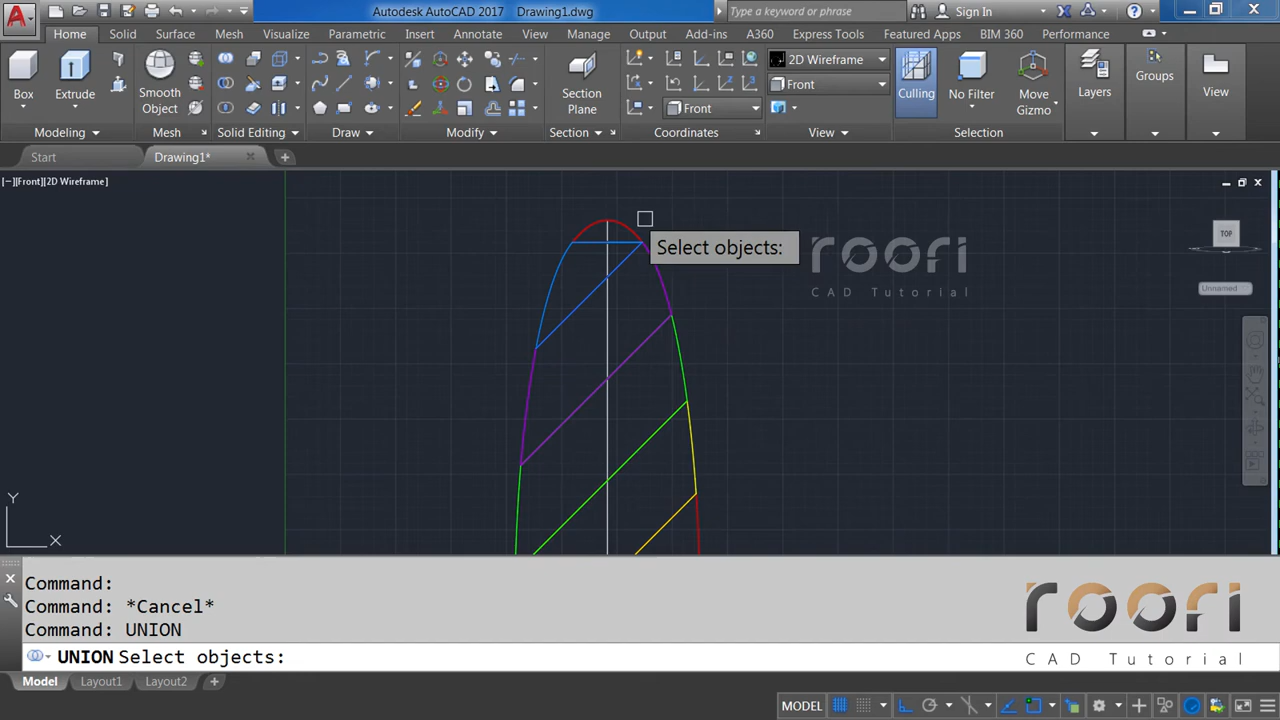 Autodesk AutoCAD 2017 Drawing1.dwg
Type a keyword or phrase
Sign In
Home Solid Surface Mesh Visualize Parametric Insert Annotate View Manage Output Add-ins A360 Express Tools Featured Apps BIM 360 Performance
Box
Extrude
Smooth
Object
Section
Plane
Front
2D Wireframe
Front
Culling
No Filter
Move
Gizmo
Layers
Groups
View
Modeling Mesh Solid Editing Draw Modify Section Coordinates View Selection
Start Drawing1*
[−][Front][2D Wireframe]
TOP
Unnamed
Select objects:
roori
CAD Tutorial
Y
X
Command:
Command: *Cancel*
Command: UNION
UNION Select objects:
roori
CAD Tutorial
Model Layout1 Layout2
MODEL